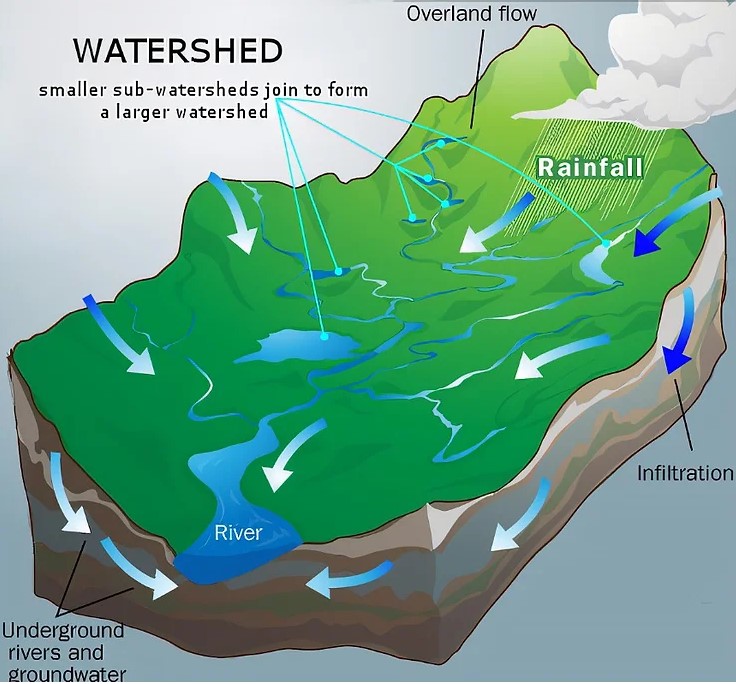 Overland flow
WATERSHED
smaller sub-watersheds join to form
a larger watershed
Rainfall
Infiltration
River
Underground
rivers and
groundwater